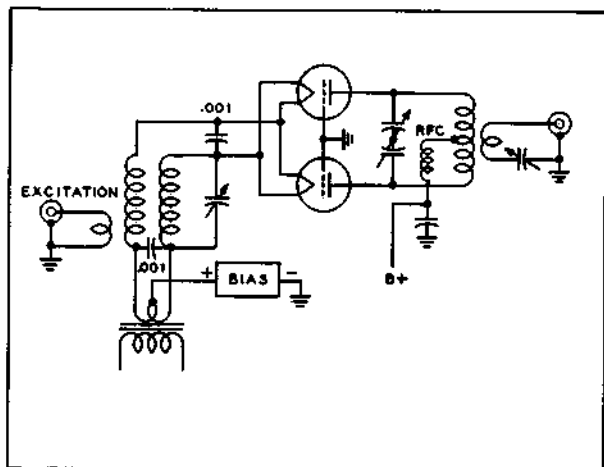 .001
RFC
EXCITATION
.001
+ BIAS -
B+